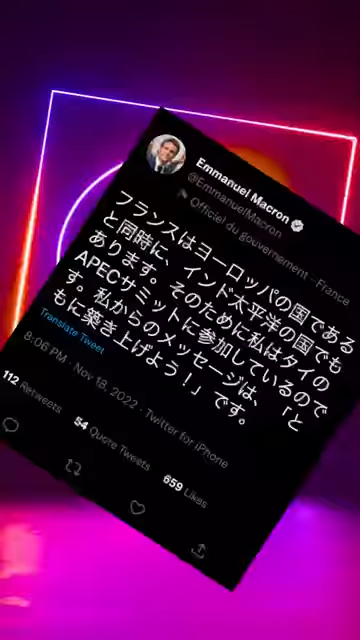 Emmanuel Macron
@EmmanuelMacron
Officiel du gouvernement - France
フランスはヨーロッパの国である
と同時に、インド太平洋の国でも
あります。そのために私はタイの
APECサミットに参加しているので
す。私からのメッセージは、「と
もに築き上げよう！」です。
Translate Tweet
8:06 PM · Nov 18, 2022 · Twitter for iPhone
112 Retweets 54 Quote Tweets 659 Likes